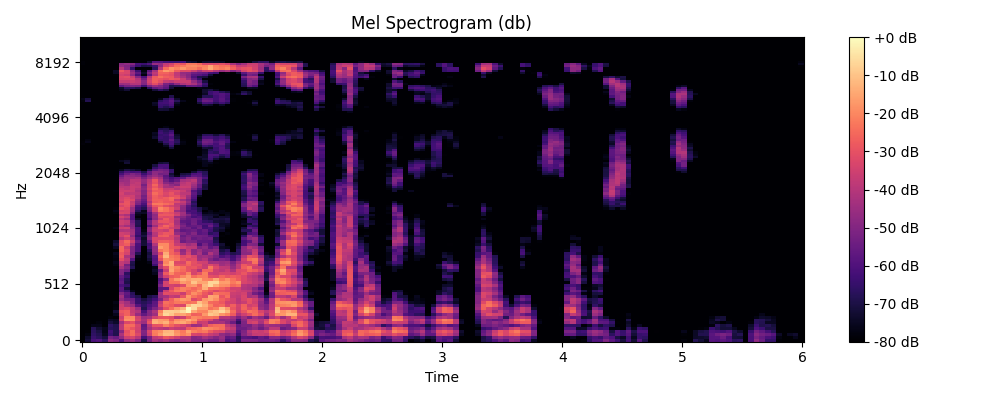 Mel Spectrogram (db)
+0 dB
8192
-10 dB
4096
-20 dB
-30 dB
2048
-40 dB
Hz
1024
-50 dB
512
-60 dB
-70 dB
0
-80 dB
0 1 2 3 4 5 6
Time